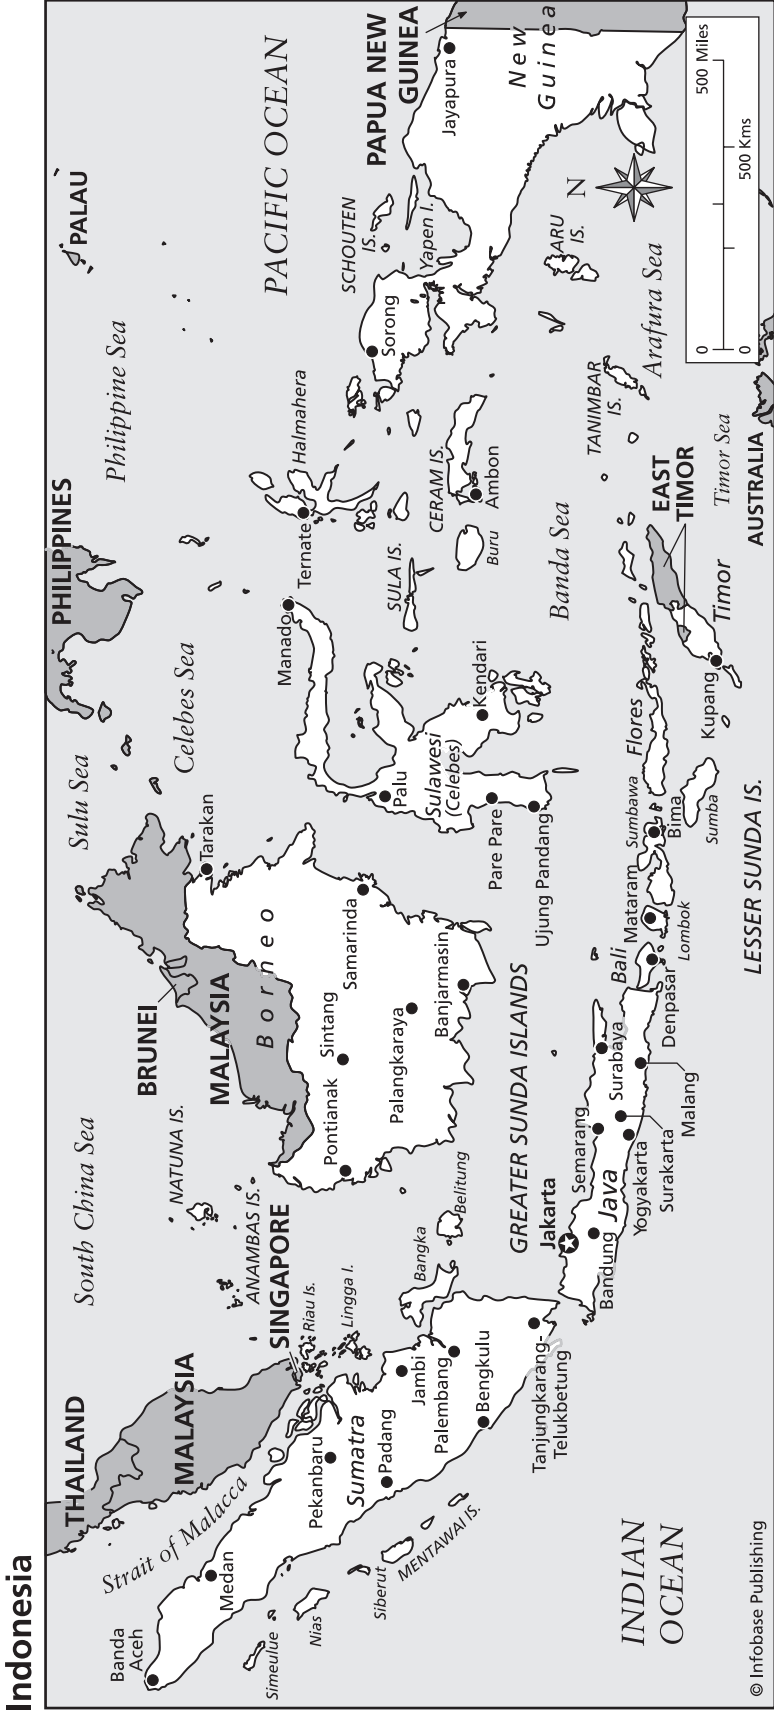 Indonesia
THAILAND
MALAYSIA
Strait of Malacca
Banda
Aceh
Medan
Simeulue
Nias
Siberut
MENTAWAI IS.
Pekanbaru
Sumatra
Padang
Jambi
Palembang
Bengkulu
Tanjungkarang-
Telukbetung
INDIAN
OCEAN
© Infobase Publishing
South China Sea
NATUNA IS.
ANAMBAS IS.
SINGAPORE
Riau Is.
Lingga I.
Bangka
Belitung
BRUNEI
MALAYSIA
Borneo
Tarakan
Pontianak
Sintang
Samarinda
Palangkaraya
Banjarmasin
GREATER SUNDA ISLANDS
Jakarta
Bandung
Java
Semarang
Yogyakarta
Surakarta
Surabaya
Malang
Bali
Denpasar
Mataram
Lombok
Sumbawa
Bima
Sumba
Flores
LESSER SUNDA IS.
Sulu Sea
Celebes Sea
PHILIPPINES
Philippine Sea
PALAU
PACIFIC OCEAN
Manado
Palu
Sulawesi
(Celebes)
Pare Pare
Ujung Pandang
Kendari
Ternate
Halmahera
SULA IS.
CERAM IS.
Buru
Ambon
Banda Sea
Kupang
Timor
EAST
TIMOR
Timor Sea
AUSTRALIA
TANIMBAR
IS.
Arafura Sea
ARU
IS.
Sorong
SCHOUTEN
IS.
Yapen I.
Jayapura
PAPUA NEW
GUINEA
New
Guinea
N
0
500 Miles
0
500 Kms